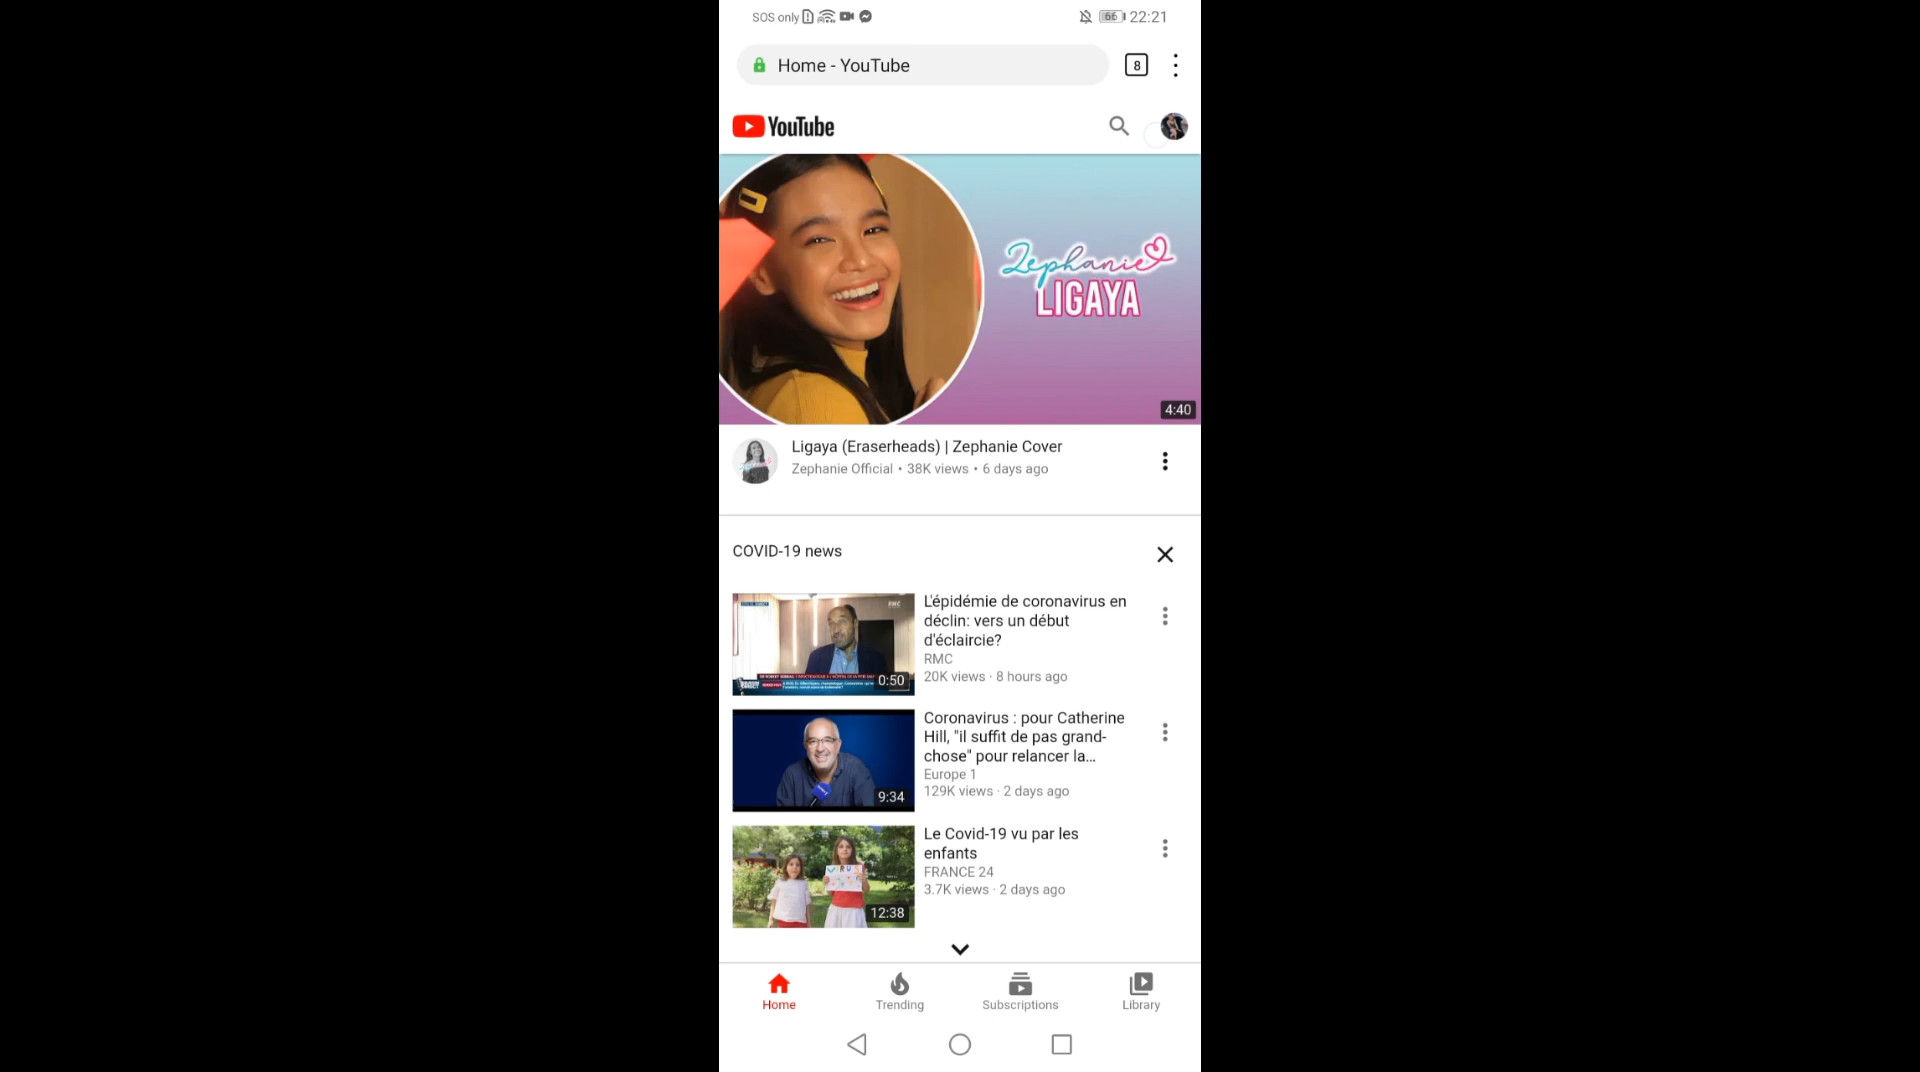 SOS only 66 22:21
Home - YouTube 8
YouTube
Zephanie
LIGAYA
4:40
Ligaya (Eraserheads) | Zephanie Cover
Zephanie Official • 38K views • 6 days ago
COVID-19 news
L'épidémie de coronavirus en
déclin: vers un début
d'éclaircie?
RMC
20K views · 8 hours ago
0:50
Coronavirus : pour Catherine
Hill, "il suffit de pas grand-
chose" pour relancer la...
Europe 1
129K views · 2 days ago
9:34
Le Covid-19 vu par les
enfants
FRANCE 24
3.7K views · 2 days ago
VIRUS
12:38
Home Trending Subscriptions Library